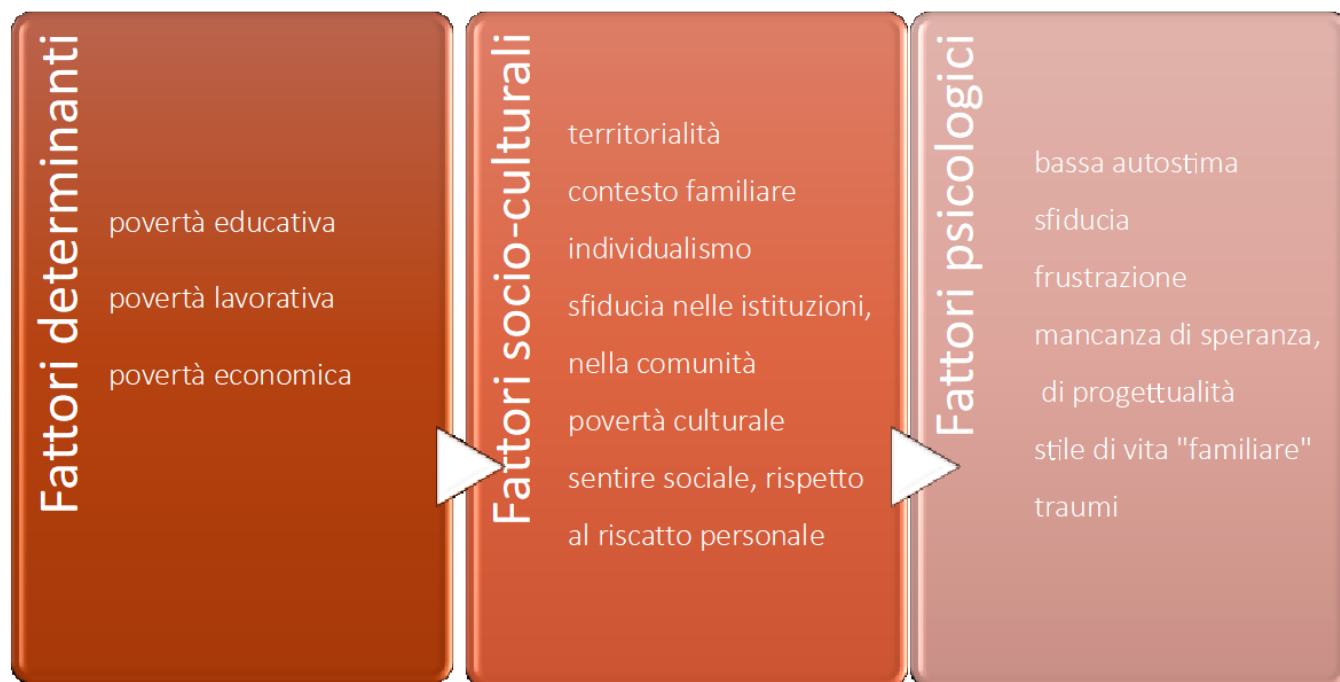 Fattori determinanti
povertà educativa
povertà lavorativa
povertà economica
Fattori socio-culturali
territorialità
contesto familiare
individualismo
sfiducia nelle istituzioni,
nella comunità
povertà culturale
sentire sociale, rispetto
al riscatto personale
Fattori psicologici
bassa autostima
sfiducia
frustrazione
mancanza di speranza,
di progettualità
stile di vita "familiare"
traumi